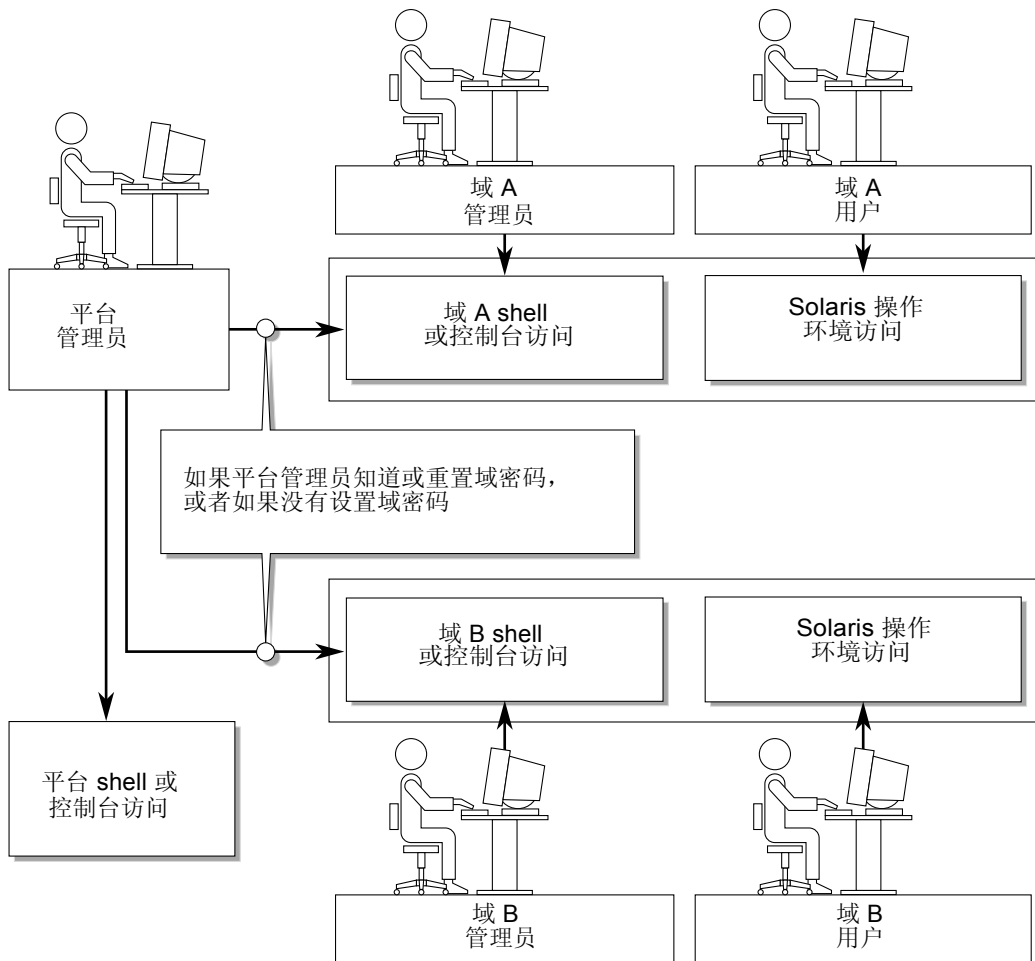 域 A
管理员
域 A
用户
平台
管理员
域 A shell
或控制台访问
Solaris 操作
环境访问
如果平台管理员知道或重置域密码，
或者如果没有设置域密码
域 B shell
或控制台访问
Solaris 操作
环境访问
平台 shell 或
控制台访问
域 B
管理员
域 B
用户